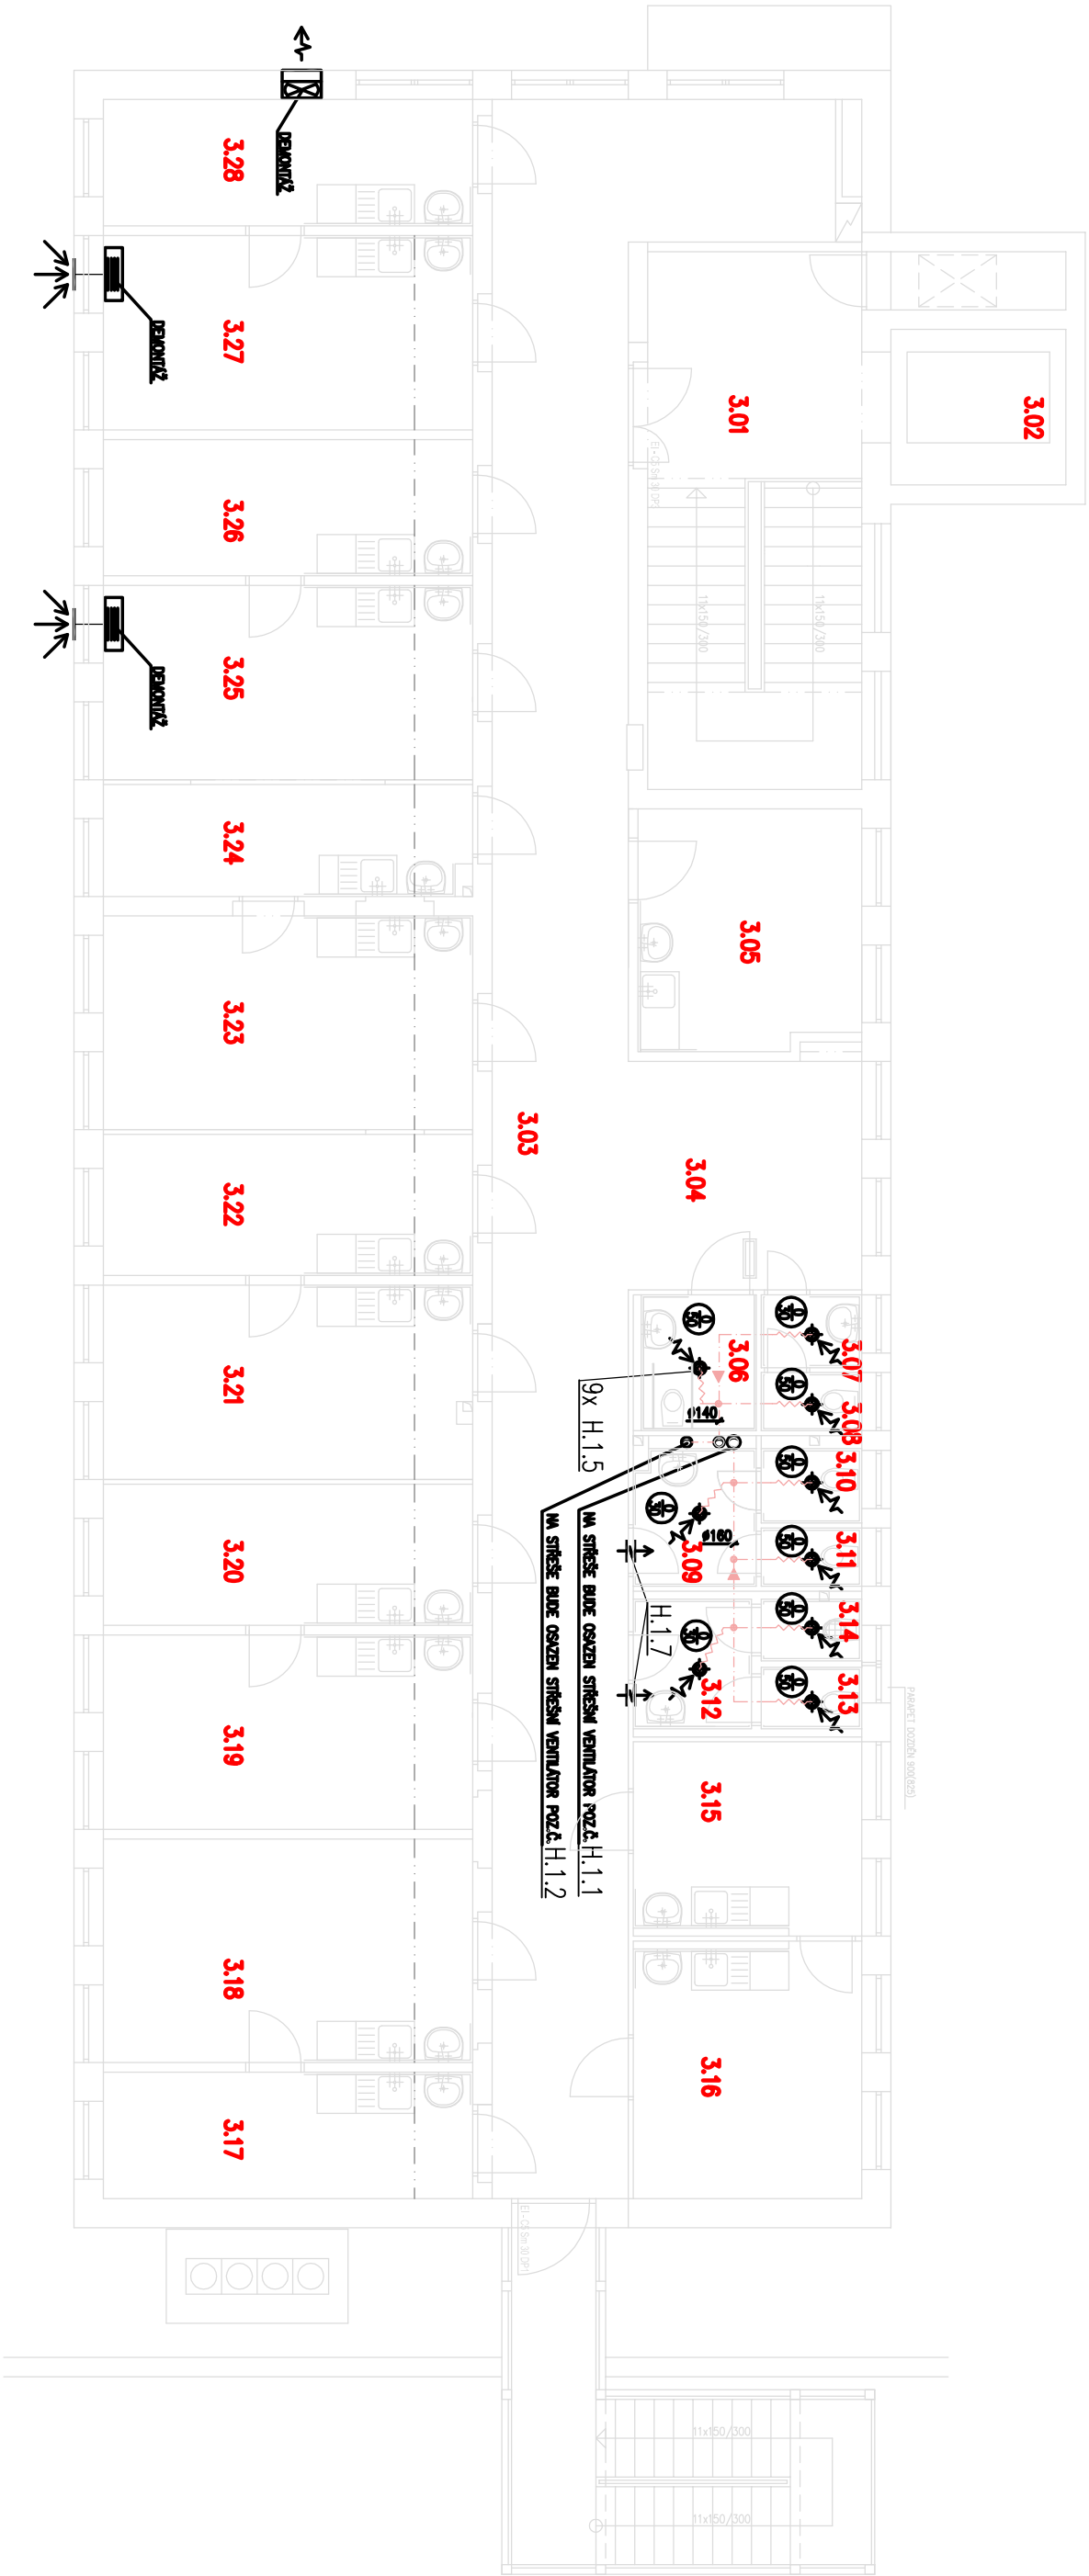 3.28
DEMONTÁŽ
3.27
DEMONTÁŽ
3.26
3.25
DEMONTÁŽ
3.24
3.23
3.22
3.21
3.20
3.19
3.18
3.17
3.01
3.02
11x150/300
11x150/300
3.05
3.03
3.04
3.06
3.07
3.08
3.10
3.11
3.14
3.13
3.09
3.12
ø140
ø160
9x H.1.5
H.1.7
NA STŘEŠE BUDE OSAZEN STŘEŠNÍ VENTILÁTOR POZ.Č. H.1.1
NA STŘEŠE BUDE OSAZEN STŘEŠNÍ VENTILÁTOR POZ.Č. H.1.2
3.15
3.16
11x150/300
11x150/300